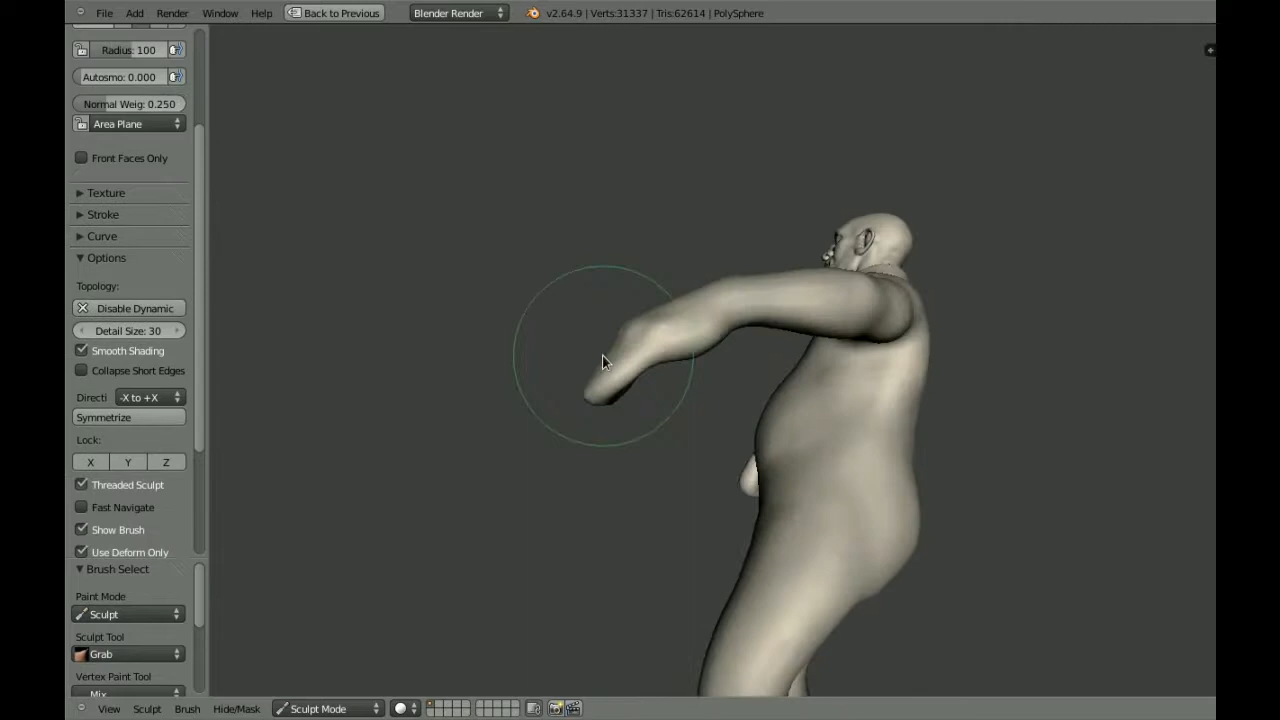 File Add Render Window Help Back to Previous Blender Render v2.64.9 | Verts:31337 | Tris:62614 | PolySphere
Radius: 100
Autosmo: 0.000
Normal Weig: 0.250
Area Plane
Front Faces Only
Texture
Stroke
Curve
Options
Topology:
Disable Dynamic
Detail Size: 30
Smooth Shading
Collapse Short Edges
Directi -X to +X
Symmetrize
Lock:
X Y Z
Threaded Sculpt
Fast Navigate
Show Brush
Use Deform Only
Brush Select
Paint Mode
Sculpt
Sculpt Tool
Grab
Vertex Paint Tool
Mix
View Sculpt Brush Hide/Mask Sculpt Mode